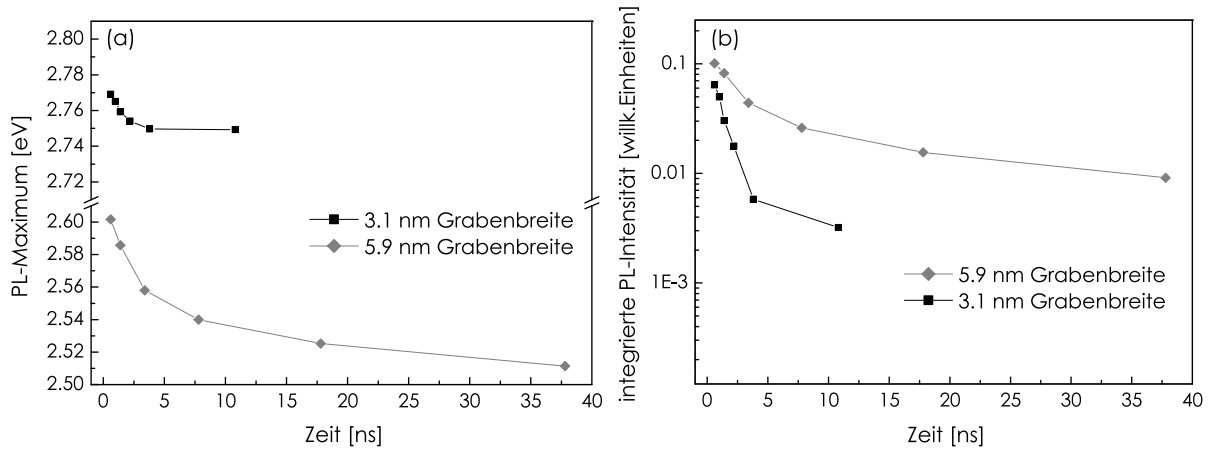 (a)
2.80
2.78
2.76
2.74
2.72
2.60
2.58
2.56
2.54
2.52
2.50
PL-Maximum [eV]
3.1 nm Grabenbreite
5.9 nm Grabenbreite
0 5 10 15 20 25 30 35 40
Zeit [ns]
(b)
0.1
0.01
1E-3
integrierte PL-Intensität [willk.Einheiten]
5.9 nm Grabenbreite
3.1 nm Grabenbreite
0 5 10 15 20 25 30 35 40
Zeit [ns]